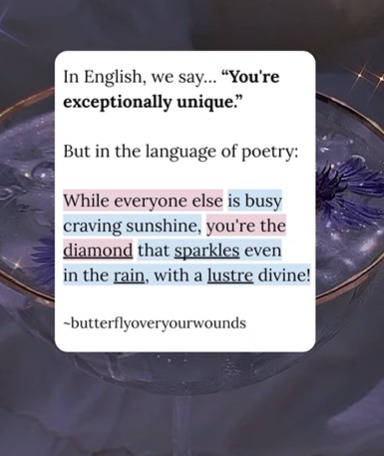 In English, we say... “You're
exceptionally unique.”
But in the language of poetry:
While everyone else is busy
craving sunshine, you're the
diamond that sparkles even
in the rain, with a lustre divine!
~butterflyoveryourwounds